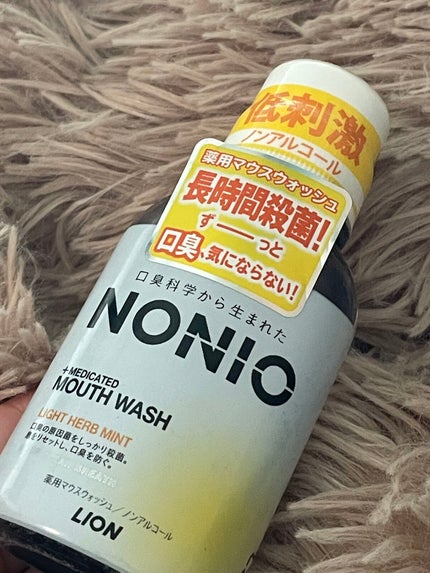 低刺激
ノンアルコール
薬用マウスウォッシュ
長時間殺菌!
ず──っと
口臭、気にならない!
口臭科学から生まれた
NONIO
+MEDICATED
MOUTH WASH
LIGHT HERB MINT
口臭の原因菌をしっかり殺菌。
息をリセットし、口臭を防ぐ。
薬用マウスウォッシュ/ノンアルコール
LION